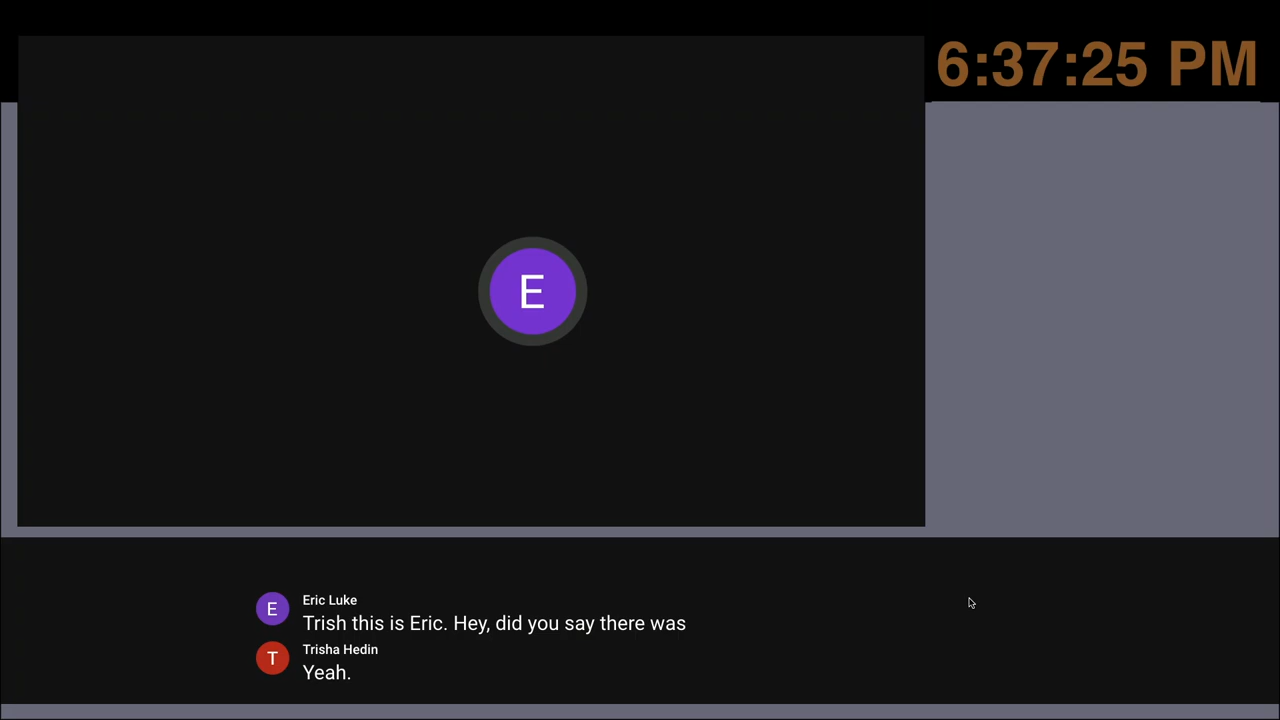 6:37:25 PM
E
E
Eric Luke
Trish this is Eric. Hey, did you say there was
T
Trisha Hedin
Yeah.